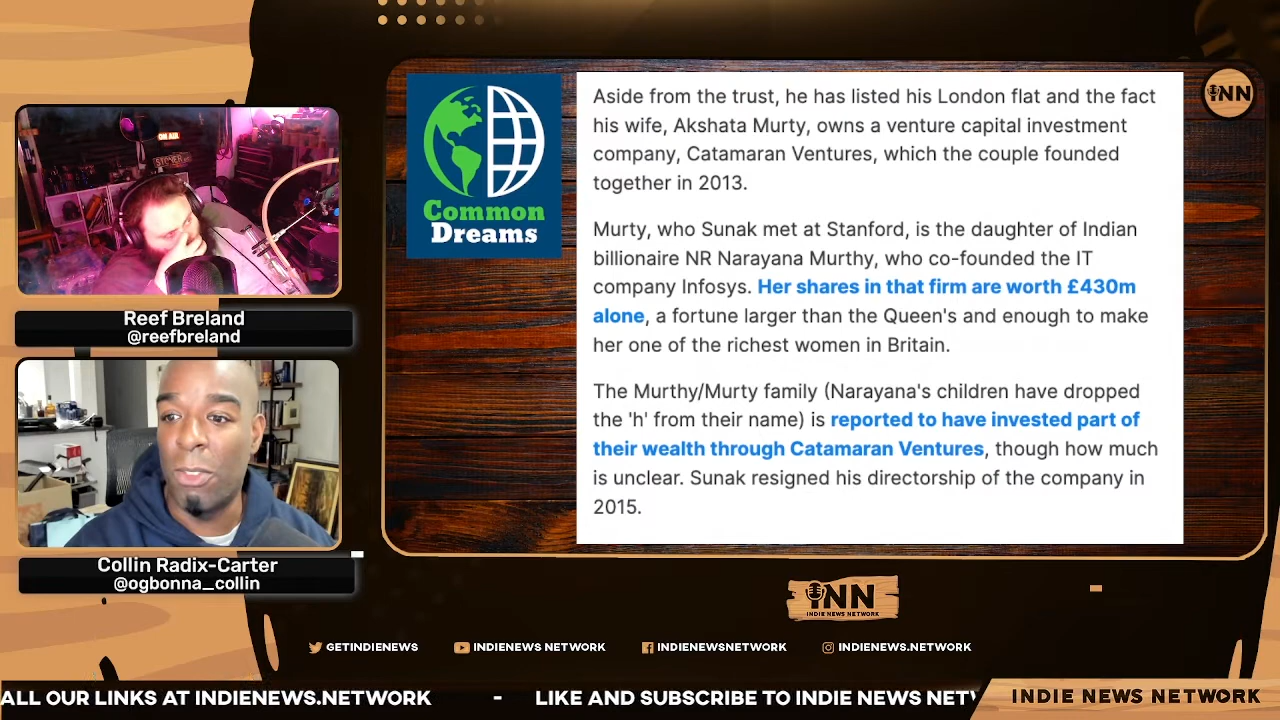 ON AIR
Reef Breland
@reefbreland
Collin Radix-Carter
@ogbonna_collin
Common
Dreams
Aside from the trust, he has listed his London flat and the fact
his wife, Akshata Murty, owns a venture capital investment
company, Catamaran Ventures, which the couple founded
together in 2013.
Murty, who Sunak met at Stanford, is the daughter of Indian
billionaire NR Narayana Murthy, who co-founded the IT
company Infosys. Her shares in that firm are worth £430m
alone, a fortune larger than the Queen's and enough to make
her one of the richest women in Britain.
The Murthy/Murty family (Narayana's children have dropped
the 'h' from their name) is reported to have invested part of
their wealth through Catamaran Ventures, though how much
is unclear. Sunak resigned his directorship of the company in
2015.
INN
INN
INDIE NEWS NETWORK
GETINDIENEWS
INDIENEWS NETWORK
INDIENEWSNETWORK
INDIENEWS.NETWORK
ALL OUR LINKS AT INDIENEWS.NETWORK - LIKE AND SUBSCRIBE TO INDIE NEWS
INDIE NEWS NETWORK